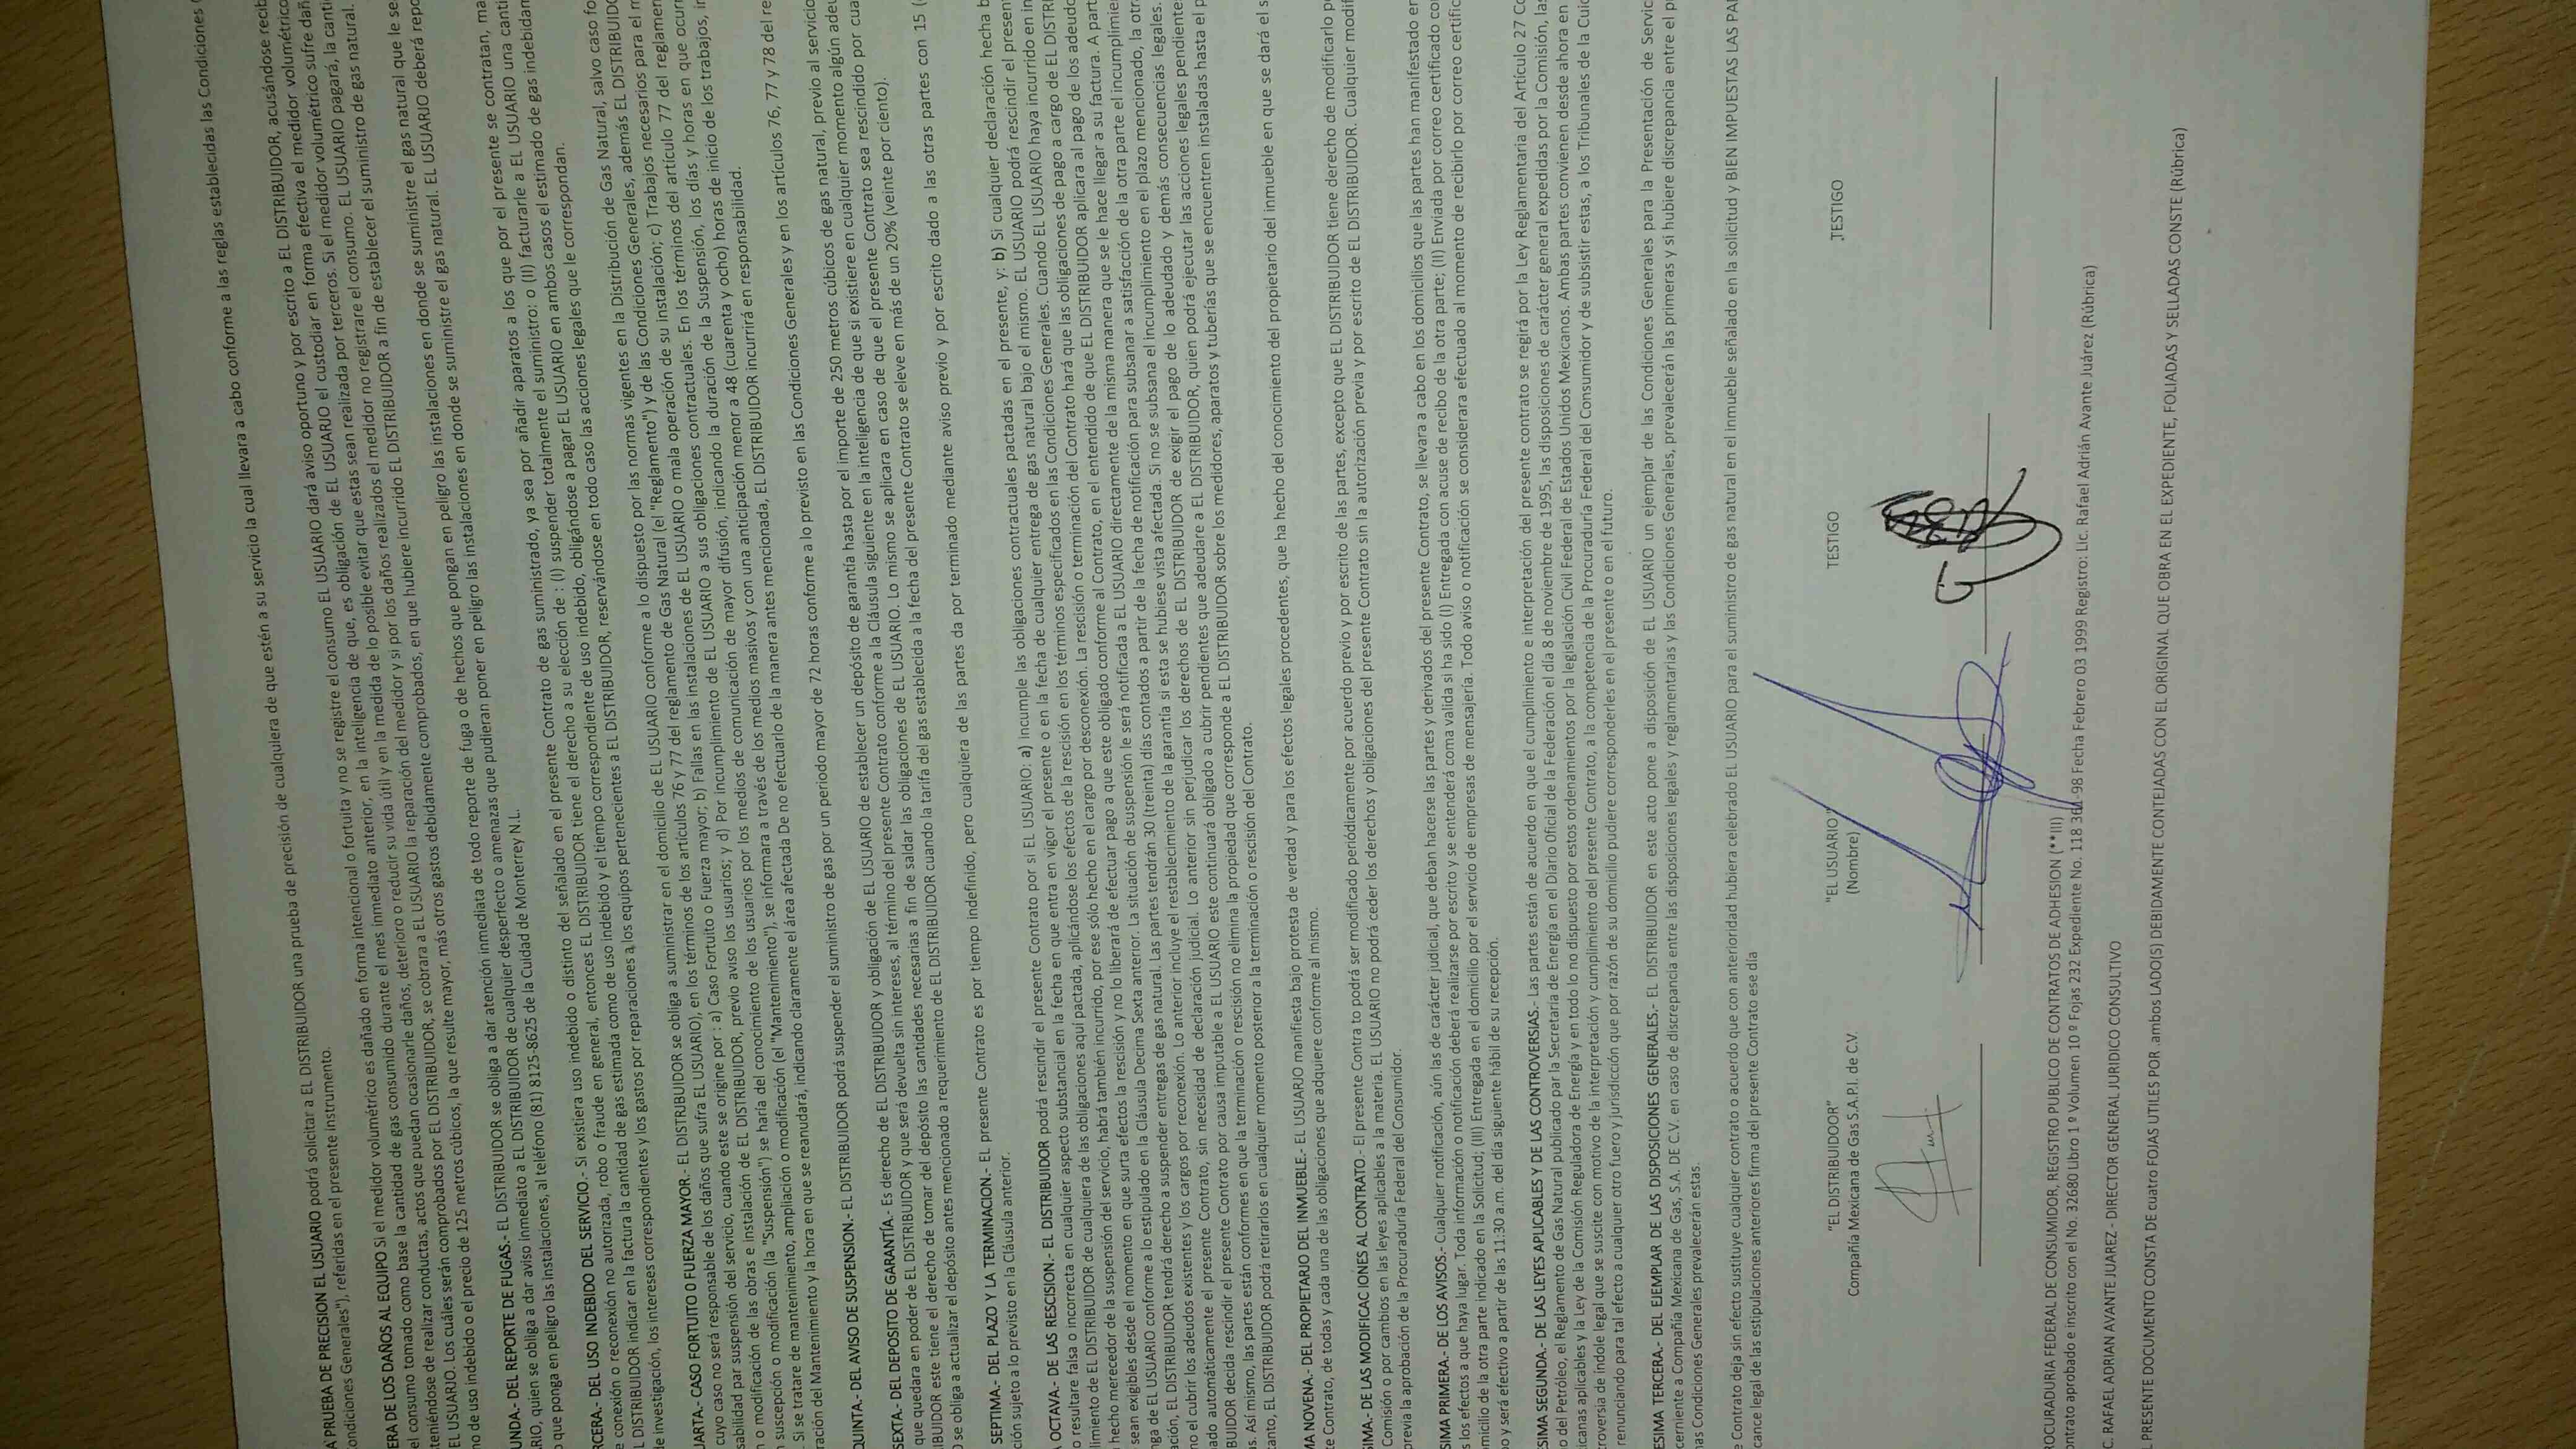 servicio la cual llevara a cabo conforme a las reglas establecidas las Condiciones
A PRUEBA DE PRECISION EL USUARIO podrá solicitar a EL DISTRIBUIDOR una prueba de precisión de cualquiera de que estén a su
ondiciones Generales"), referidas en el presente instrumento.
ERA DE LOS DAÑOS AL EQUIPO Si el medidor volumétrico es dañado en forma intencional o fortuita y no se registre el consumo EL USUARIO dará aviso oportuno y por escrito a EL DISTRIBUIDOR, acusándose recib
el consumo tomado como base la cantidad de gas consumido durante el mes inmediato anterior, en la inteligencia de que, es obligación de EL USUARIO el custodiar en forma efectiva el medidor volumétrico
teniéndose de realizar conductas, actos que puedan ocasionarle daños, deterioro o reducir su vida útil y en la medida de lo posible evitar que estas sean realizada por terceros. Si el medidor volumétrico sufre dañ
EL USUARIO. Los cuáles serán comprobados por EL DISTRIBUIDOR, se cobrara a EL USUARIO la reparación del medidor y si por los daños realizados el medidor no registrare el consumo. EL USUARIO pagará, la canti
no de uso indebido o el precio de 125 metros cúbicos, la que resulte mayor, más otros gastos debidamente comprobados, en que hubiere Incurrido EL DISTRIBUIDOR a fin de establecer el suministro de gas natural.
UNDA.- DEL REPORTE DE FUGAS.- EL DISTRIBUIDOR se obliga a dar atención inmediata de todo reporte de fuga o de hechos que pongan en peligro las instalaciones en donde se suministre el gas natural que le se
RIO, quien se obliga a dar aviso inmediato a EL DISTRIBUIDOR de cualquier desperfecto o amenazas que pudieran poner en peligro las instalaciones en donde se suministre el gas natural. EL USUARIO deberá repo
o que ponga en peligro las instalaciones, al teléfono (81) 8125-8625 de la Cuidad de Monterrey N.L.
RCERA.- DEL USO INDEBIDO DEL SERVICIO.- Si existiera uso indebido o distinto del señalado en el presente Contrato de gas suministrado, ya sea por añadir aparatos a los que por el presente se contratan, ma
e conexión o reconexión no autorizada, robo o fraude en general, entonces EL DISTRIBUIDOR tiene el derecho a su elección de : (I) suspender totalmente el suministro: o (II) facturarle a EL USUARIO una canti
L DISTRIBUIDOR indicar en la factura la cantidad de gas estimada como de uso indebido y el tiempo correspondiente de uso indebido, obligándose a pagar EL USUARIO en ambos casos el estimado de gas indebidan
de investigación, los intereses correspondientes y los gastos por reparaciones a los equipos pertenecientes a EL DISTRIBUIDOR, reservándose en todo caso las acciones legales que le correspondan.
UARTA.- CASO FORTUITO O FUERZA MAYOR.- EL DISTRIBUIDOR se obliga a suministrar en el domicilio de EL USUARIO conforme a lo dispuesto por las normas vigentes en la Distribución de Gas Natural, salvo caso fo
cuyo caso no será responsable de los daños que sufra EL USUARIO), en los términos de los artículos 76 y 77 del reglamento de Gas Natural (el "Reglamento") y de las Condiciones Generales, además EL DISTRIBUIDO
sabilidad par suspensión del servicio, cuando este se origine por : a) Caso Fortuito o Fuerza mayor; b) Fallas en las instalaciones de EL USUARIO o mala operación de su instalación; c) Trabajos necesarios para el m
n o modificación de las obras e Instalación de EL DISTRIBUIDOR, previo aviso los usuarios; y d) Por incumplimiento de EL USUARIO a sus obligaciones contractuales. En los términos del artículo 77 del reglamen
n suscepción o modificación (la "Suspensión") se haría del conocimiento de los usuarios por los medios de comunicación de mayor difusión, indicando la duración de la Suspensión, los días y horas en que ocurr
. Si se tratare de mantenimiento, ampliación o modificación (el "Mantenimiento"), se informara a través de los medios masivos y con una anticipación menor a 48 (cuarenta y ocho) horas de inicio de los trabajos, in
ración del Mantenimiento y la hora en que se reanudará, indicando claramente el área afectada De no efectuarlo de la manera antes mencionada, EL DISTRIBUIDOR incurrirá en responsabilidad.
QUINTA.- DEL AVISO DE SUSPENSION.- EL DISTRIBUIDOR podrá suspender el suministro de gas por un periodo mayor de 72 horas conforme a lo previsto en las Condiciones Generales y en los artículos 76, 77 y 78 del re
SEXTA.- DEL DEPOSITO DE GARANTÍA.- Es derecho de EL DISTRIBUIDOR y obligación de EL USUARIO de establecer un depósito de garantía hasta por el importe de 250 metros cúbicos de gas natural, previo al servicio
que quedara en poder de EL DISTRIBUIDOR y que será devuelta sin intereses, al término del presente Contrato conforme a la Cláusula siguiente en la inteligencia de que si existiere en cualquier momento algún adeu
IBUIDOR este tiene el derecho de tomar del depósito las cantidades necesarias a fin de saldar las obligaciones de EL USUARIO. Lo mismo se aplicara en caso de que el presente Contrato sea rescindido por cua
O se obliga a actualizar el depósito antes mencionado a requerimiento de EL DISTRIBUIDOR cuando la tarifa del gas establecida a la fecha del presente Contrato se eleve en más de un 20% (veinte por ciento).
SEPTIMA.- DEL PLAZO Y LA TERMINACION.- EL presente Contrato es por tiempo indefinido, pero cualquiera de las partes da por terminado mediante aviso previo y por escrito dado a las otras partes con 15 (
ción sujeto a lo previsto en la Cláusula anterior.
OCTAVA.- DE LAS RESCISION.- EL DISTRIBUIDOR podrá rescindir el presente Contrato por si EL USUARIO: a) Incumple las obligaciones contractuales pactadas en el presente, y: b) Si cualquier declaración hecha b
o resultare falsa o incorrecta en cualquier aspecto substancial en la fecha en que entra en vigor el presente o en la fecha de cualquier entrega de gas natural bajo el mismo. EL USUARIO podrá rescindir el presen
limiento de EL DISTRIBUIDOR de cualquiera de las obligaciones aquí pactada, aplicándose los efectos de la rescisión en los términos especificados en las Condiciones Generales. Cuando EL USUARIO haya incurrido en in
hecho merecedor de la suspensión del servicio, habrá también incurrido, por ese sólo hecho en el cargo por desconexión. La rescisión o terminación del Contrato hará que las obligaciones de pago a cargo de EL DISTRI
sean exigibles desde el momento en que surta efectos la rescisión y no lo liberará de efectuar pago a que este obligado conforme al Contrato, en el entendido de que EL DISTRIBUIDOR aplicara al pago de los adeudo
nga de EL USUARIO conforme a lo estipulado en la Cláusula Decima Sexta anterior. La situación de suspensión le será notificada a EL USUARIO directamente de la misma manera que se le hace llegar a su factura. A part
ación, EL DISTRIBUIDOR tendrá derecho a suspender entregas de gas natural. Las partes tendrán 30 (treinta) días contados a partir de la fecha de notificación para subsanar a satisfacción de la otra parte el incumplimie
no el cubrir los adeudos existentes y los cargos por reconexión. Lo anterior incluye el restablecimiento de la garantía si esta se hubiese vista afectada. Si no se subsana el incumplimiento en el plazo mencionado, la otr
ado automáticamente el presente Contrato, sin necesidad de declaración judicial. Lo anterior sin perjudicar los derechos de EL DISTRIBUIDOR de exigir el pago de lo adeudado y demás consecuencias legales.
BUIDOR decida rescindir el presente Contrato por causa imputable a EL USUARIO este continuará obligado a cubrir pendientes que adeudare a EL DISTRIBUIDOR, quien podrá ejecutar las acciones legales pendiente
s. Así mismo, las partes están conformes en que la terminación o rescisión no elimina la propiedad que corresponde a EL DISTRIBUIDOR sobre los medidores, aparatos y tuberías que se encuentren instaladas hasta el p
tanto, EL DISTRIBUIDOR podrá retirarlos en cualquier momento posterior a la terminación o rescisión del Contrato.
MA NOVENA.- DEL PROPIETARIO DEL INMUEBLE.- EL USUARIO manifiesta bajo protesta de verdad y para los efectos legales procedentes, que ha hecho del conocimiento del propietario del inmueble en que se dará el s
te Contrato, de todas y cada una de las obligaciones que adquiere conforme al mismo.
SIMA.- DE LAS MODIFICAC IONES AL CONTRATO.- El presente Contra to podrá ser modificado periódicamente por acuerdo previo y por escrito de las partes, excepto que EL DISTRIBUIDOR tiene derecho de modificarlo p
Comisión o por cambios en las leyes aplicables a la materia. EL USUARIO no podrá ceder los derechos y obligaciones del presente Contrato sin la autorización previa y por escrito de EL DISTRIBUIDOR. Cualquier modif
previa la aprobación de la Procuraduría Federal del Consumidor.
SIMA PRIMERA.- DE LOS AVISOS.- Cualquier notificación, aún las de carácter judicial, que deban hacerse las partes y derivados del presente Contrato, se llevara a cabo en los domicilios que las partes han manifestado en
s los efectos a que haya lugar. Toda información o notificación deberá realizarse por escrito y se entenderá coma valida si ha sido (I) Entregada con acuse de recibo de la otra parte; (II) Enviada por correo certificado co
micilio de la otra parte indicado en la Solicitud; (III) Entregada en el domicilio por el servicio de empresas de mensajería. Todo aviso o notificación se considerara efectuado al momento de recibirlo por correo certific
o y será efectivo a partir de las 11:30 a.m. del día siguiente hábil de su recepción.
SIMA SEGUNDA.- DE LAS LEYES APLICABLES Y DE LAS CONTROVERSIAS.- Las partes están de acuerdo en que el cumplimiento e interpretación del presente contrato se regirá por la Ley Reglamentaria del Artículo 27 Co
o del Petróleo, el Reglamento de Gas Natural publicado par la Secretaría de Energía en el Diario Oficial de la Federación el día 8 de noviembre de 1995, las disposiciones de carácter general expedidas por la Comisión, las
icanas aplicables y la Ley de la Comisión Reguladora de Energía y en todo lo no dispuesto por estos ordenamientos por la legislación Civil Federal de Estados Unidos Mexicanos. Ambas partes convienen desde ahora en
troversia de índole legal que se suscite con motivo de la interpretación y cumplimiento del presente Contrato, a la competencia de la Procuraduría Federal del Consumidor y de subsistir estas, a los Tribunales de la Cuid
renunciando para tal efecto a cualquier otro fuero y jurisdicción que por razón de su domicilio pudiere corresponderles en el presente o en el futuro.
ESIMA TERCERA.- DEL EJEMPLAR DE LAS DISPOSICIONES GENERALES.- EL DISTRIBUIDOR en este acto pone a disposición de EL USUARIO un ejemplar de las Condiciones Generales para la Presentación de Servic
cerniente a Compañía Mexicana de Gas, S.A. DE C.V. en caso de discrepancia entre las disposiciones legales y reglamentarias y las Condiciones Generales, prevalecerán las primeras y si hubiere discrepancia entre el p
nas Condiciones Generales prevalecerán estas.
e Contrato deja sin efecto sustituye cualquier contrato o acuerdo que con anterioridad hubiera celebrado EL USUARIO para el suministro de gas natural en el inmueble señalado en la solicitud y BIEN IMPUESTAS LAS PAR
cance legal de las estipulaciones anteriores firma del presente Contrato ese día
"EL DISTRIBUIDOOR" "EL USUARIO" TESTIGO TESTIGO
Compañía Mexicana de Gas S.A.P.I. de C.V. (Nombre)
ROCURADURIA FEDERAL DE CONSUMIDOR, REGISTRO PUBLICO DE CONTRATOS DE ADHESION (**III)
ontrato aprobado e inscrito con el No. 32680 Libro 1º Volumen 10 º Fojas 232 Expediente No. 118 364-98 Fecha Febrero 03 1999 Registro: Lic. Rafael Adrián Avante Juárez (Rúbrica)
C. RAFAEL ADRIAN AVANTE JUAREZ - DIRECTOR GENERAL JURIDICO CONSULTIVO
L PRESENTE DOCUMENTO CONSTA DE cuatro FOJAS UTILES POR .ambos LADO(S) DEBIDAMENTE CONTEJADAS CON EL ORIGINAL QUE OBRA EN EL EXPEDIENTE, FOLIADAS Y SELLADAS CONSTE (Rúbrica)